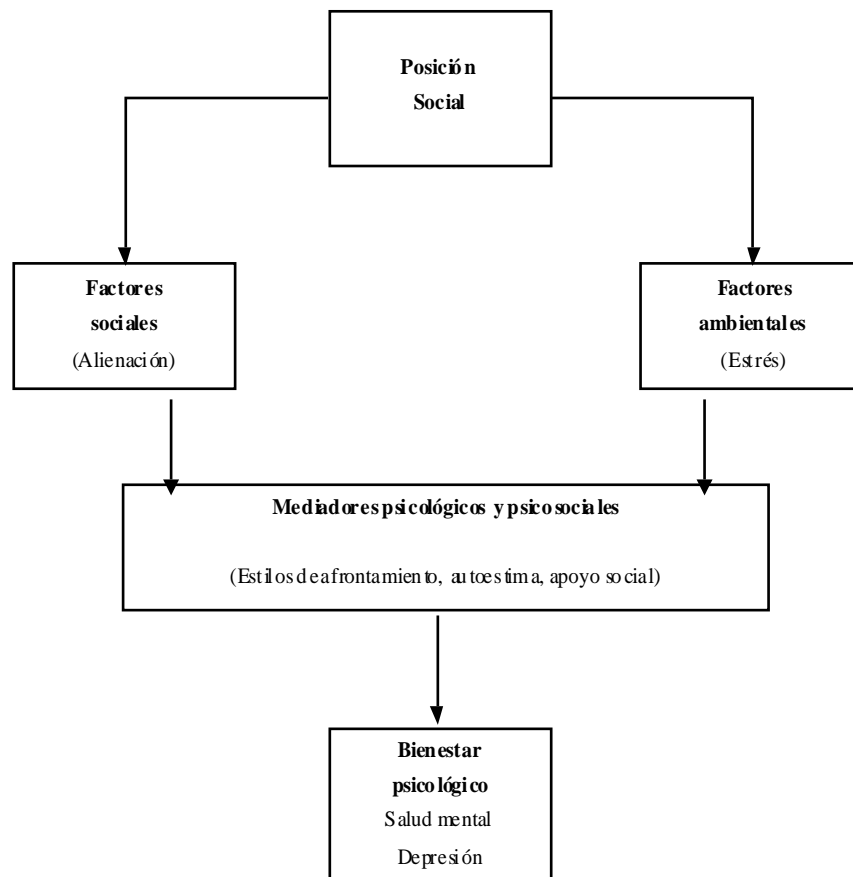 Posición
Social
Factores
sociales
(Alienación)
Factores
ambientales
(Estrés)
Mediadores psicológicos y psicosociales
(Estilos de afrontamiento, autoestima, apoyo social)
Bienestar
psicológico
Salud mental
Depresión